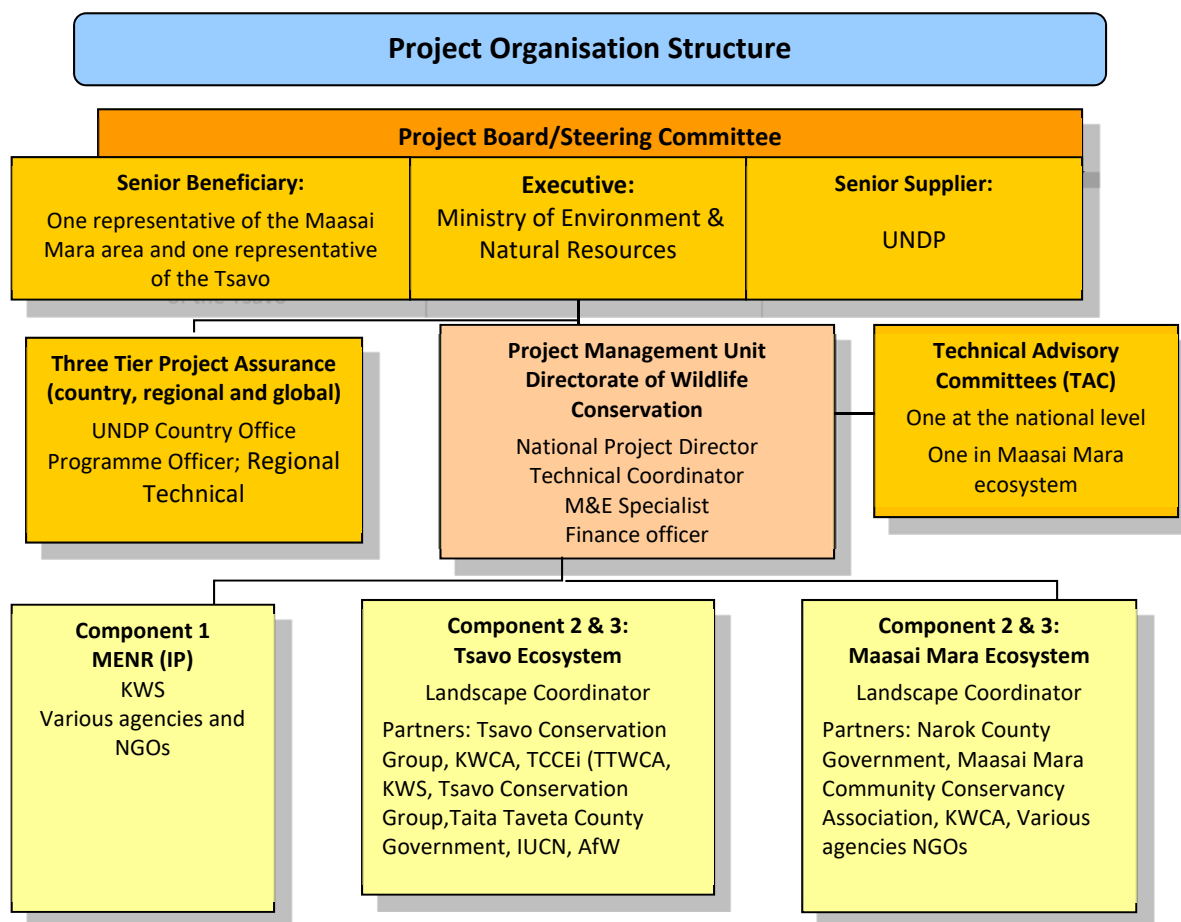 Project Organisation Structure
Project Board/Steering Committee
Senior Beneficiary:
One representative of the Maasai
Mara area and one representative
of the Tsavo
Executive:
Ministry of Environment &
Natural Resources
Senior Supplier:
UNDP
of the Tsavo
Three Tier Project Assurance
(country, regional and global)
UNDP Country Office
Programme Officer; Regional
Technical
Project Management Unit
Directorate of Wildlife
Conservation
National Project Director
Technical Coordinator
M&E Specialist
Finance officer
Technical Advisory
Committees (TAC)
One at the national level
One in Maasai Mara
ecosystem
Component 1
MENR (IP)
KWS
Various agencies and
NGOs
Component 2 & 3:
Tsavo Ecosystem
Landscape Coordinator
Partners: Tsavo Conservation
Group, KWCA, TCCEi (TTWCA,
KWS, Tsavo Conservation
Group,Taita Taveta County
Government, IUCN, AfW
Component 2 & 3:
Maasai Mara Ecosystem
Landscape Coordinator
Partners: Narok County
Government, Maasai Mara
Community Conservancy
Association, KWCA, Various
agencies NGOs